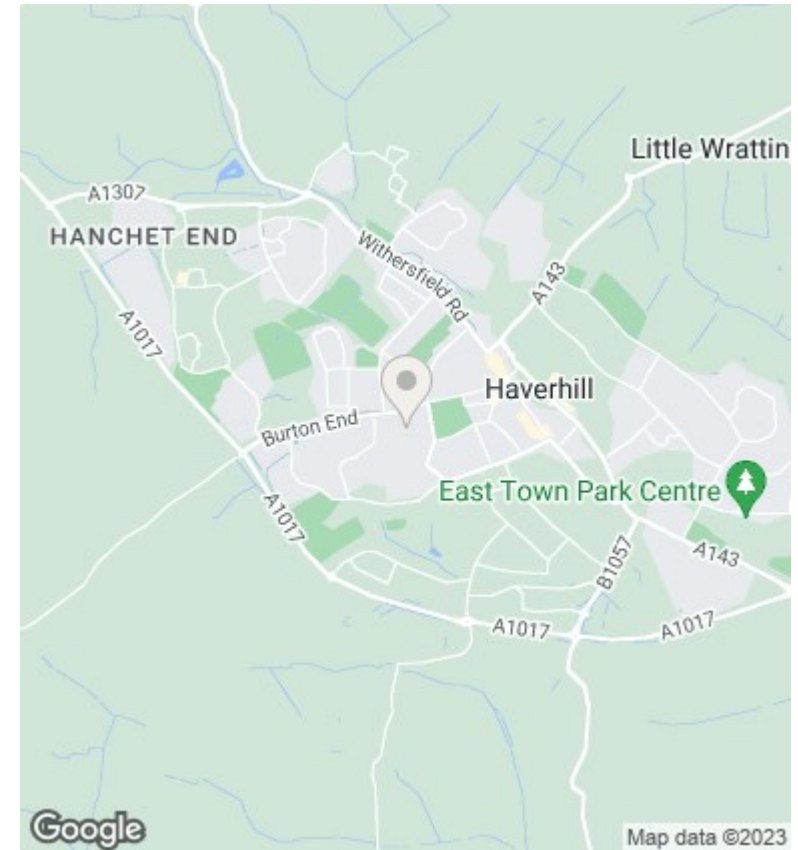 Little Wrattin
A1307
HANCHET END
Withersfield Rd
A143
A1017
Haverhill
Burton End
East Town Park Centre
A1017
A143
B1057
A1017
A1017
Google
Map data ©2023